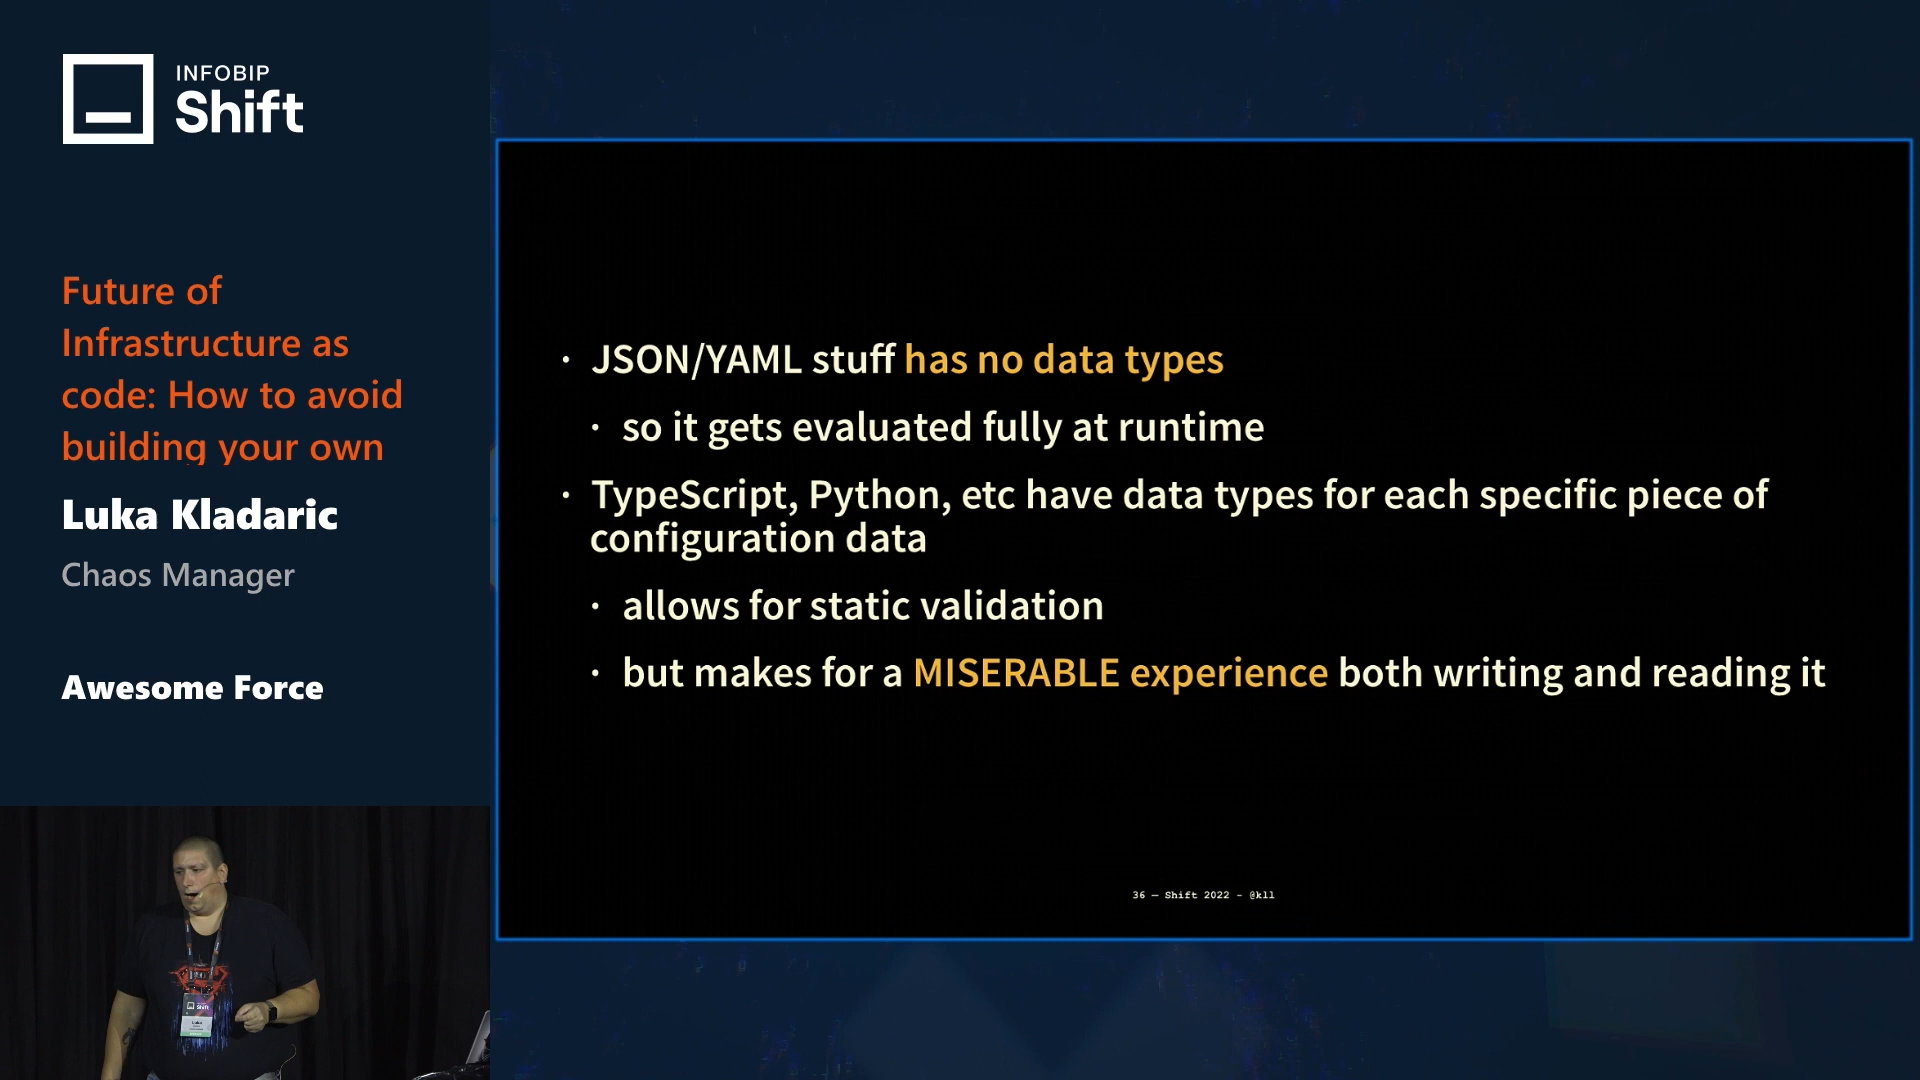 INFOBIP
Shift
Future of
Infrastructure as
code: How to avoid
building your own
Luka Kladaric
Chaos Manager
Awesome Force
• JSON/YAML stuff has no data types
• so it gets evaluated fully at runtime
• TypeScript, Python, etc have data types for each specific piece of
configuration data
• allows for static validation
• but makes for a MISERABLE experience both writing and reading it
36 — Shift 2022 - @kll
Shift
Luka